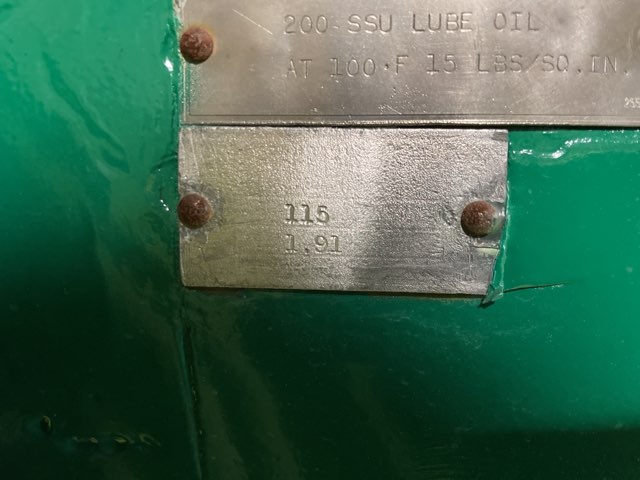 200 SSU LUBE OIL
AT 100·F 15 LBS/SQ.IN.
115
1.91